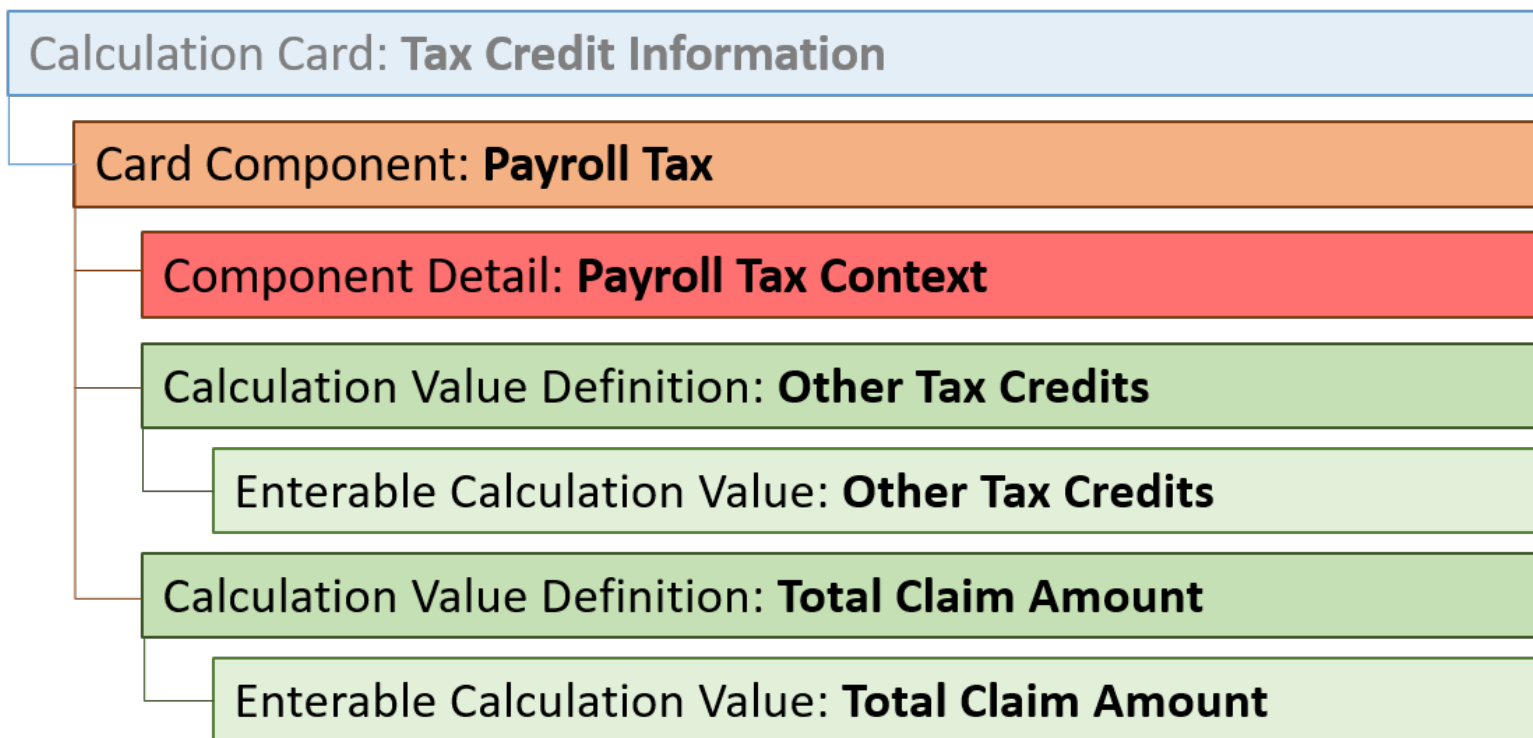 Calculation Card: Tax Credit Information
Card Component: Payroll Tax
Component Detail: Payroll Tax Context
Calculation Value Definition: Other Tax Credits
Enterable Calculation Value: Other Tax Credits
Calculation Value Definition: Total Claim Amount
Enterable Calculation Value: Total Claim Amount